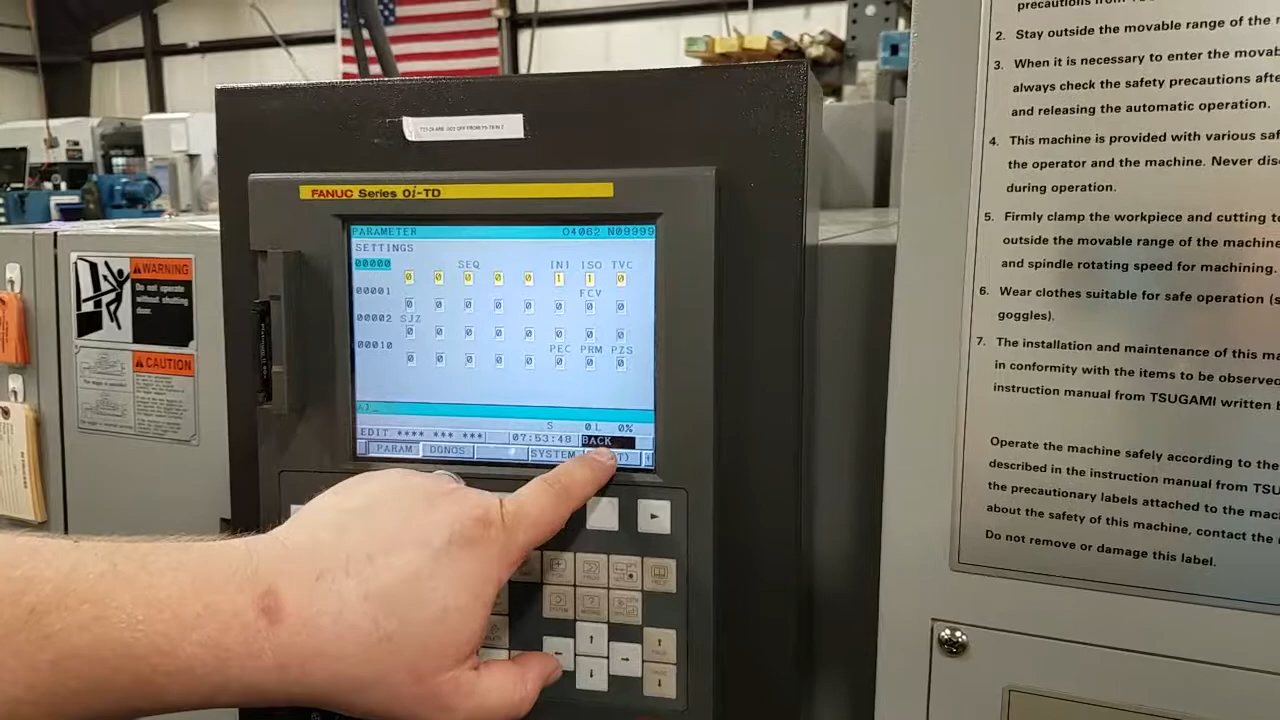 FANUC Series 0i-TD
PARAMETER O4062 N09999
SETTINGS
00000 SEQ INI ISO TVC
0 0 0 0 0 1 1 0
00001 FCV
0 0 0 0 0 0 0 0
00002 SJZ
0 0 0 0 0 0 0 0
00010 PEC PRM PZS
0 0 0 0 0 0 0 0
A)_
S 0L 0%
EDIT **** *** *** 07:53:48 BACK
PARAM DGNOS SYSTEM
WARNING
Do not operate
without shutting
door.
CAUTION
precautions from
2. Stay outside the movable range of the
3. When it is necessary to enter the
always check the safety precautions
and releasing the automatic operation.
4. This machine is provided with various
the operator and the machine. Never
during operation.
5. Firmly clamp the workpiece and cutting
outside the movable range of the machine
and spindle rotating speed for machining.
6. Wear clothes suitable for safe operation
goggles).
7. The installation and maintenance of this
in conformity with the items to be observed
instruction manual from TSUGAMI written
Operate the machine safely according to the
described in the instruction manual from
the precautionary labels attached to the
about the safety of this machine, contact the
Do not remove or damage this label.